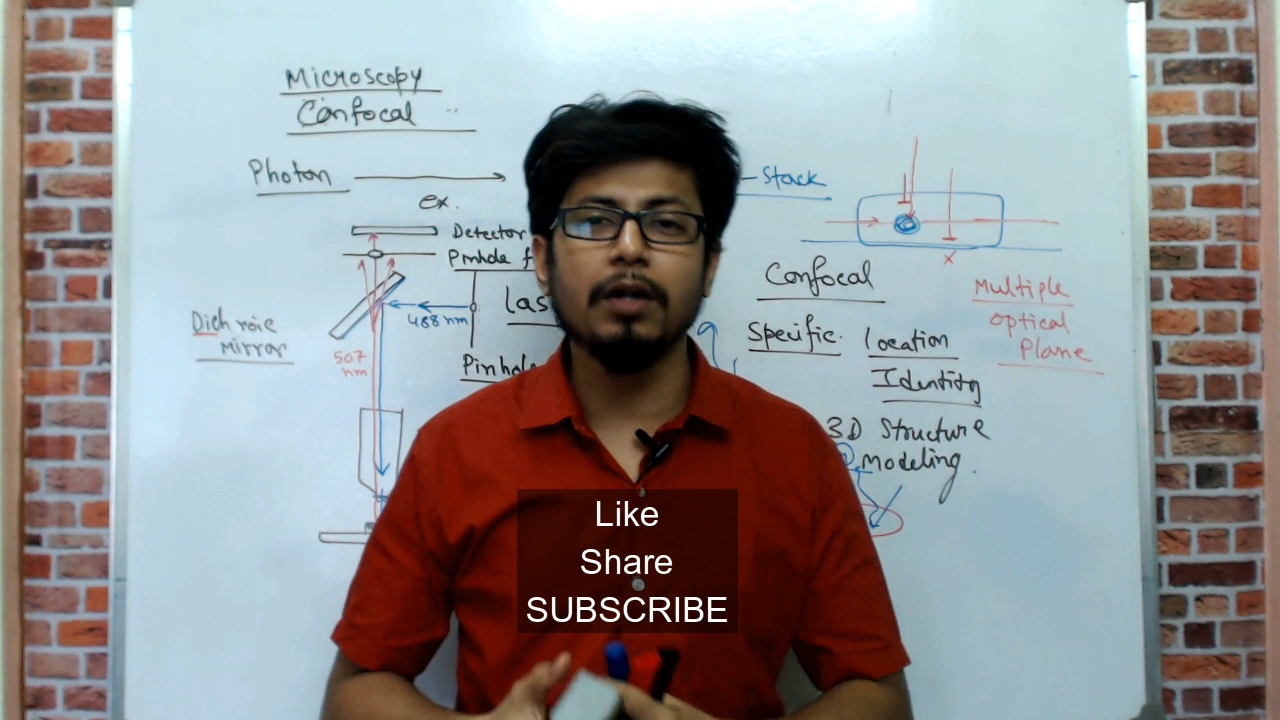 Microscopy
Confocal
Photon
ex.
Detector
Pinhole
488 nm
Dichroic
Mirror
507
nm
Pinhole
Stack
Confocal
Specific location
Identity
3D Structure
Modeling.
x
Multiple
optical
Plane
Like
Share
SUBSCRIBE